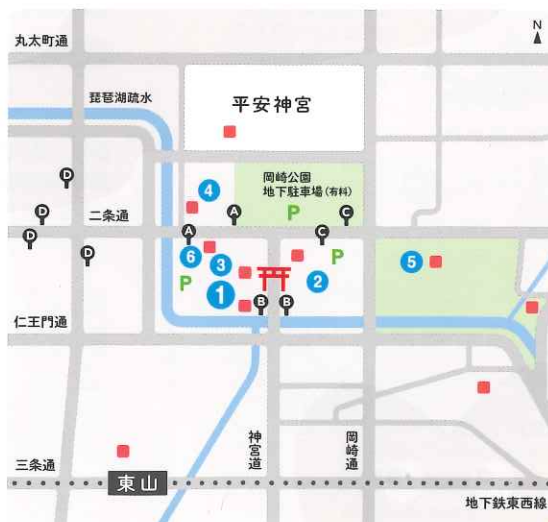 N
丸太町通
琵琶湖疏水
平安神宮
岡崎公園
地下駐車場(有料)
4
D
A
P
C
D
二条通
D
A
C
D
6
3
P
5
P
2
1
B
B
仁王門通
神宮道
岡崎通
三条通
東山
地下鉄東西線